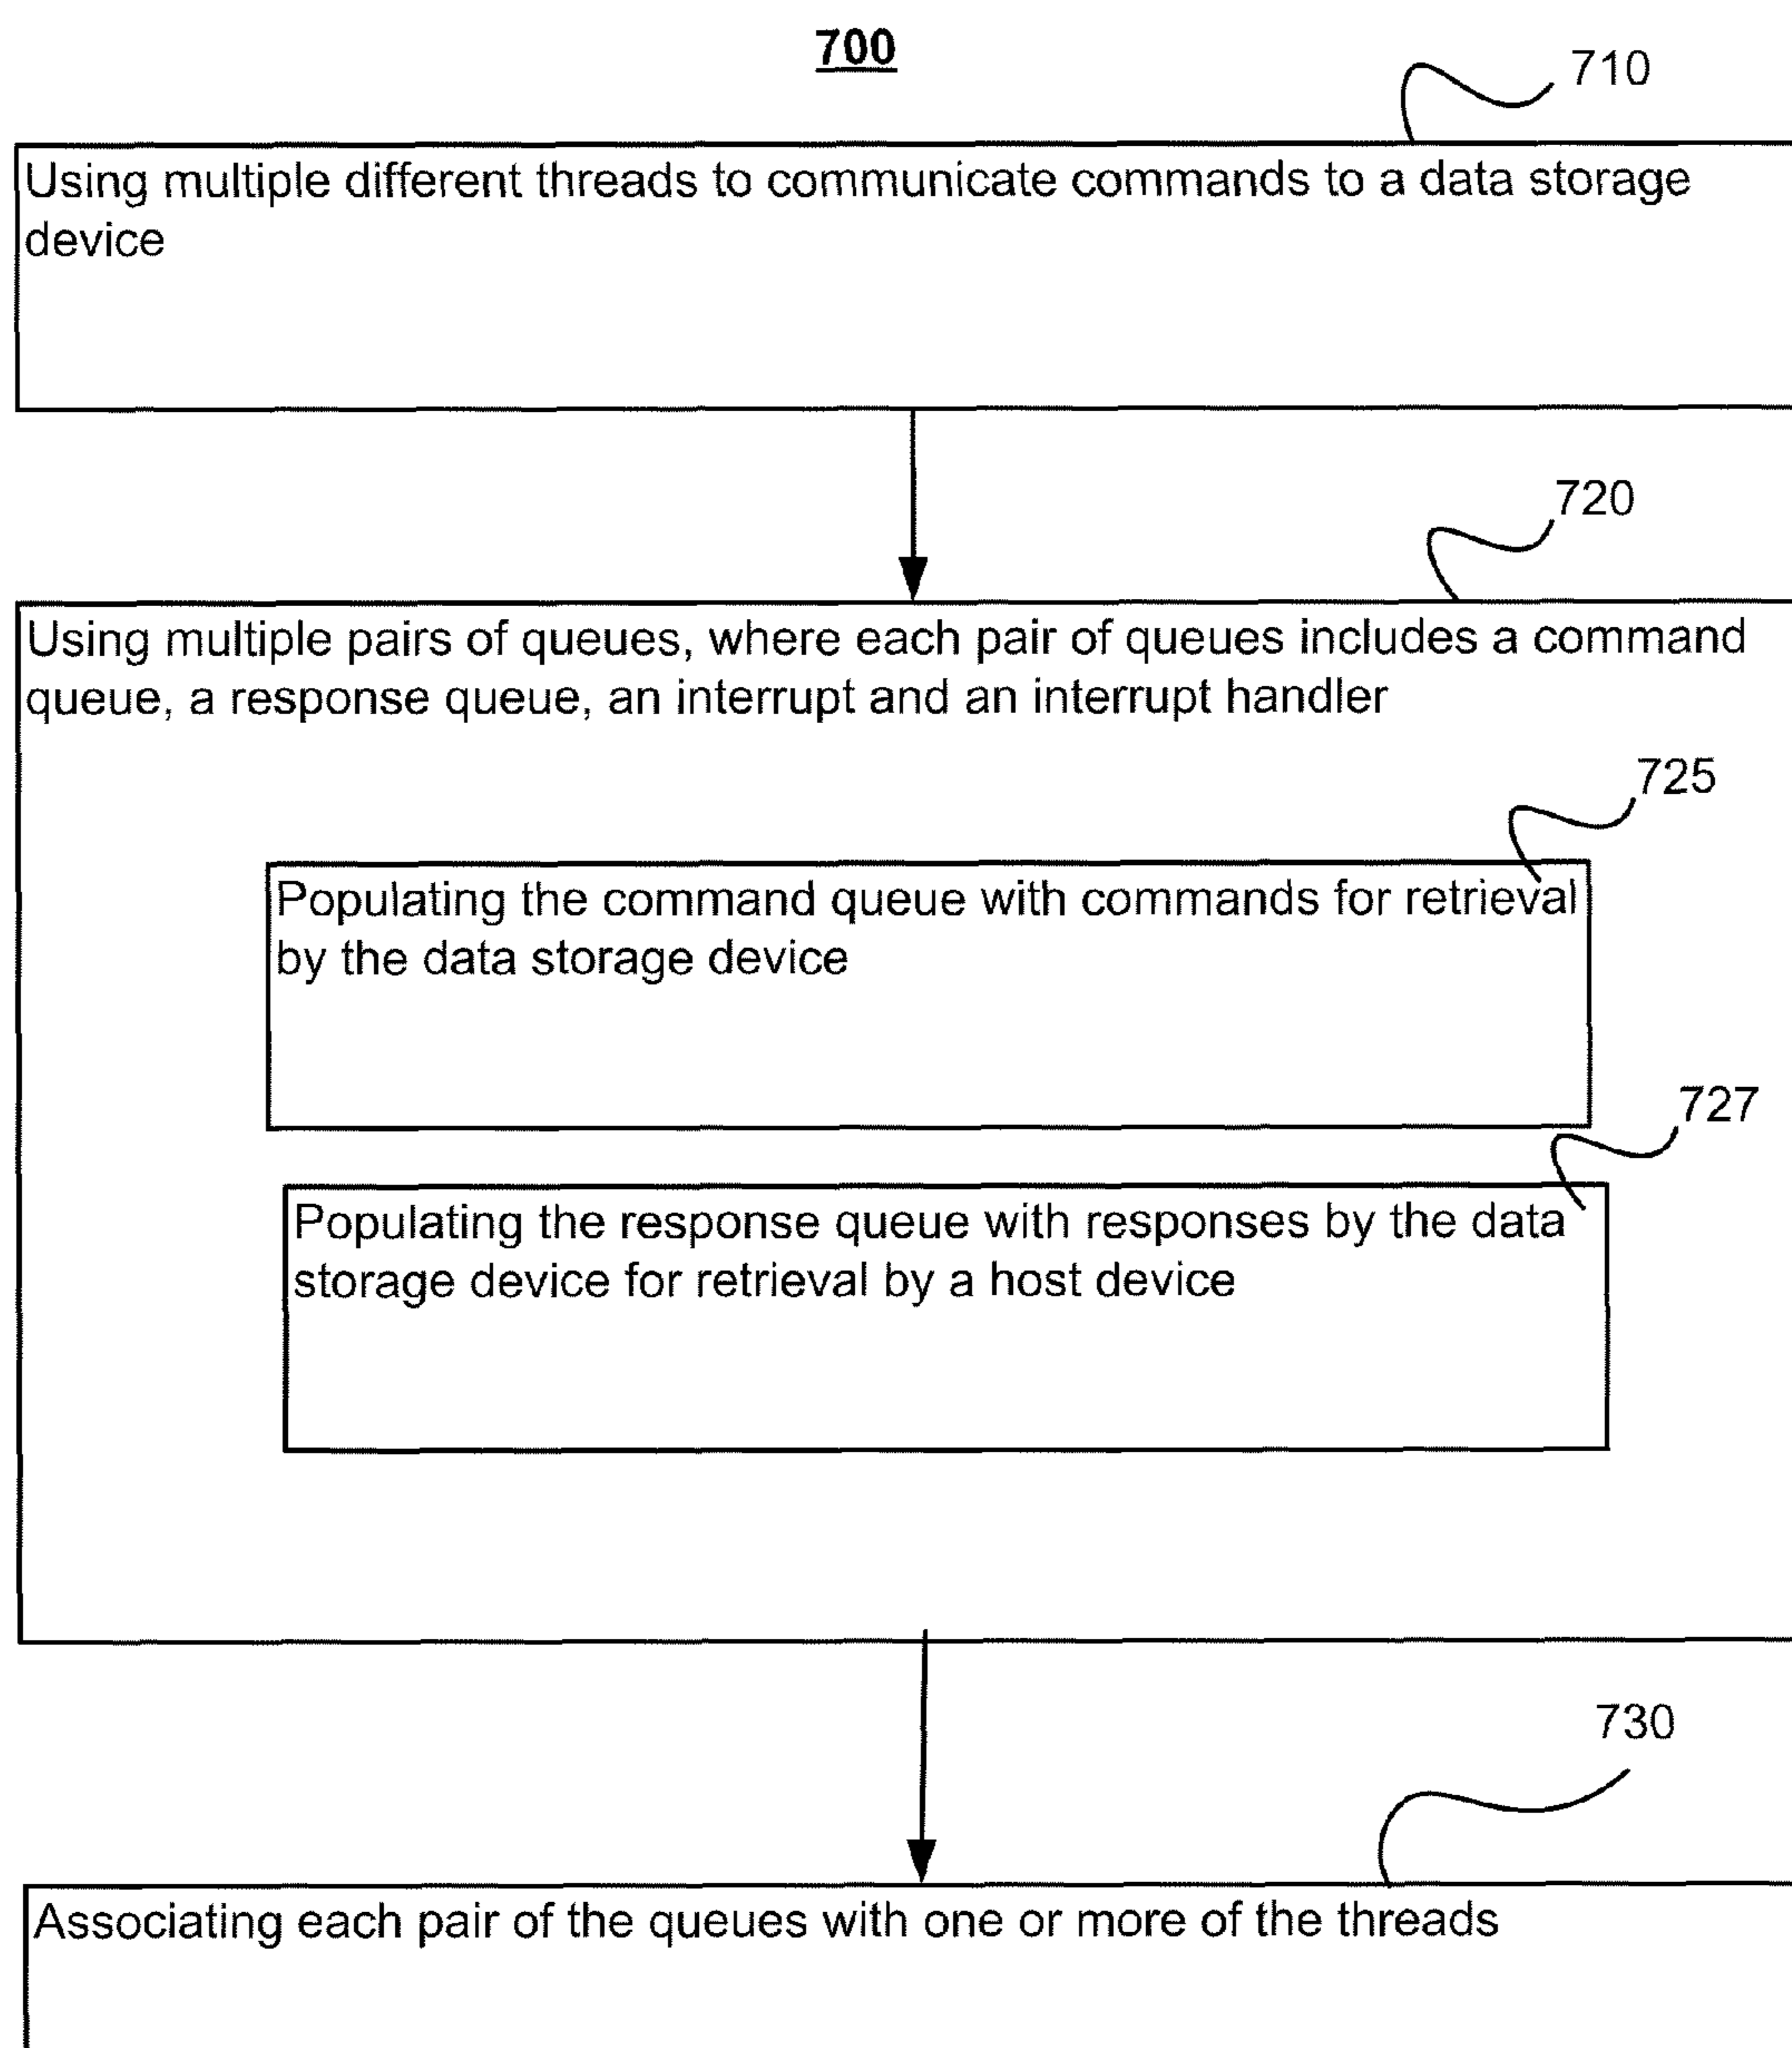 700
710
Using multiple different threads to communicate commands to a data storage
device
720
Using multiple pairs of queues, where each pair of queues includes a command
queue, a response queue, an interrupt and an interrupt handler
725
Populating the command queue with commands for retrieval
by the data storage device
727
Populating the response queue with responses by the data
storage device for retrieval by a host device
730
Associating each pair of the queues with one or more of the threads